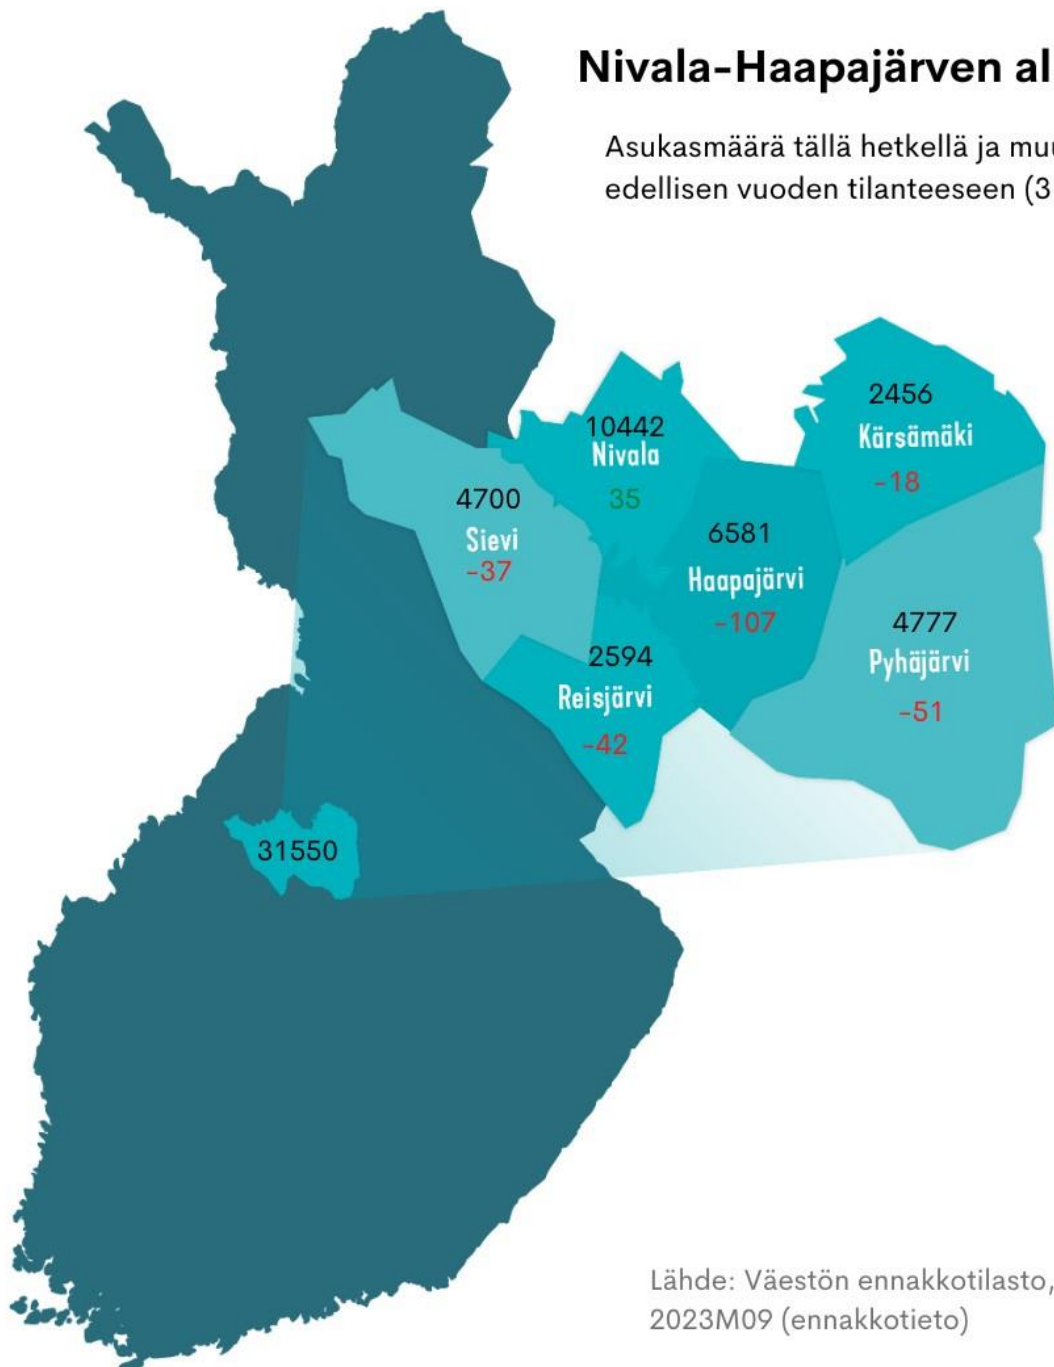 Nivala-Haapajärven al
Asukasmäärä tällä hetkellä ja muu
edellisen vuoden tilanteeseen (3
2456
Kärsämäki
-18
10442
Nivala
35
4700
Sievi
-37
6581
Haapajärvi
-107
4777
Pyhäjärvi
-51
2594
Reisjärvi
-42
31550
Lähde: Väestön ennakkotilasto,
2023M09 (ennakkotieto)